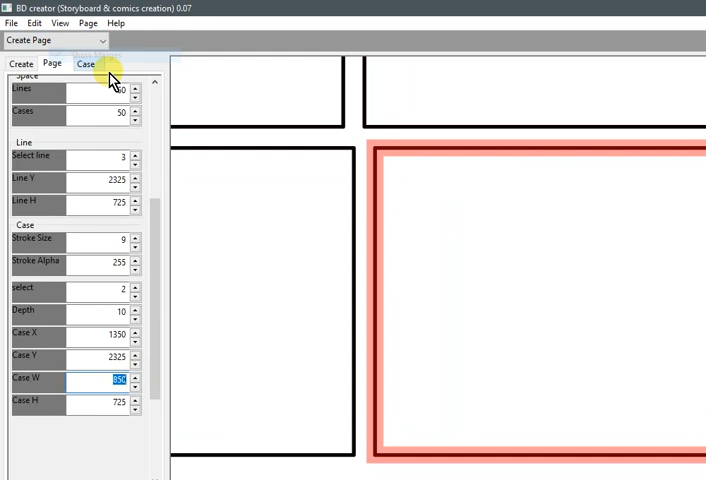 BD creator (Storyboard & comics creation) 0.07
File Edit View Page Help
Create Page
Create Page Case
Space
Lines 50
Cases 50
Line
Select line 3
Line Y 2325
Line H 725
Case
Stroke Size 9
Stroke Alpha 255
select 2
Depth 10
Case X 1350
Case Y 2325
Case W 850
Case H 725